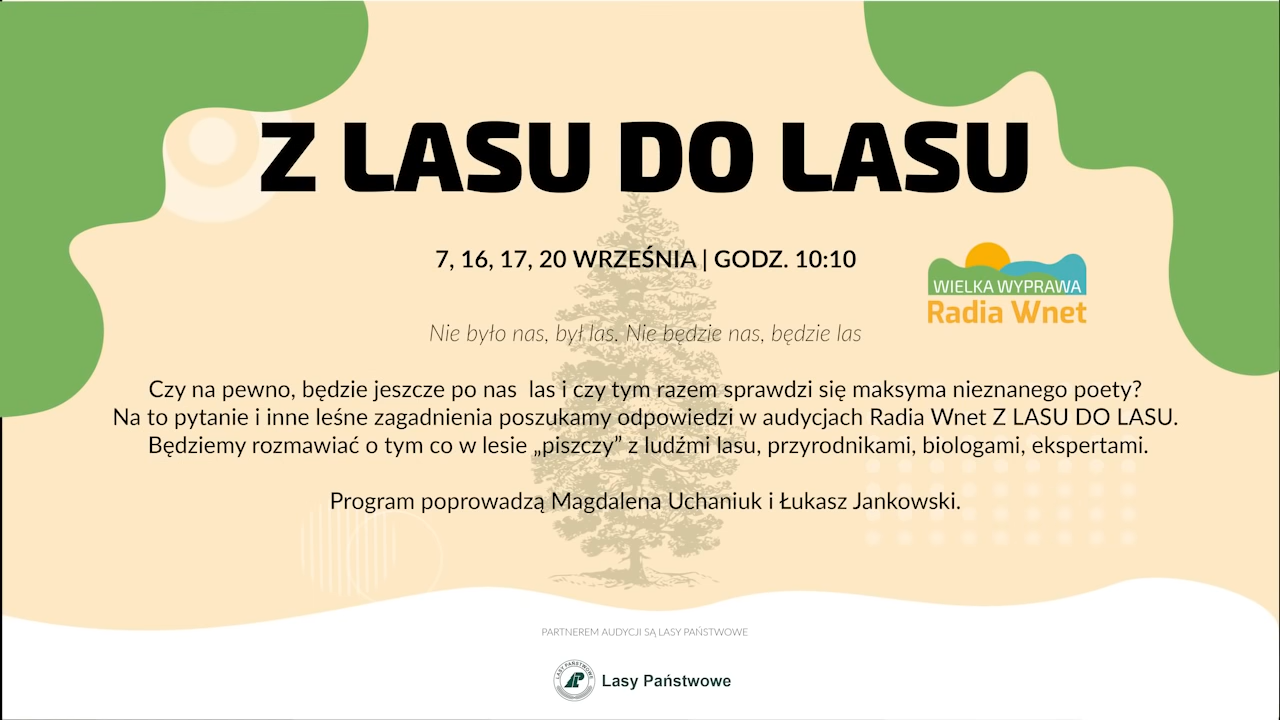 Z LASU DO LASU
7, 16, 17, 20 WRZEŚNIA | GODZ. 10:10
WIELKA WYPRAWA
Radia Wnet
Nie było nas, był las. Nie będzie nas, będzie las
Czy na pewno, będzie jeszcze po nas  las i czy tym razem sprawdzi się maksyma nieznanego poety?
Na to pytanie i inne leśne zagadnienia poszukamy odpowiedzi w audycjach Radia Wnet Z LASU DO LASU.
Będziemy rozmawiać o tym co w lesie „piszczy” z ludźmi lasu, przyrodnikami, biologami, ekspertami.
Program poprowadzą Magdalena Uchaniuk i Łukasz Jankowski.
PARTNEREM AUDYCJI SĄ LASY PAŃSTWOWE
LASY PAŃSTWOWE
Lasy Państwowe